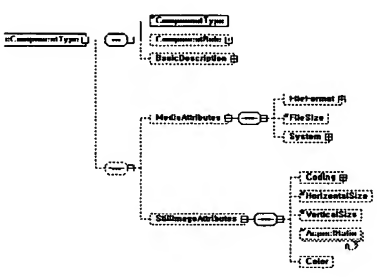 ComponentType
ComponentType
ComponentRole
BasicDescription
MediaAttributes
FileFormat
FileSize
System
StillImageAttributes
Coding
HorizontalSize
VerticalSize
AspectRatio
Color